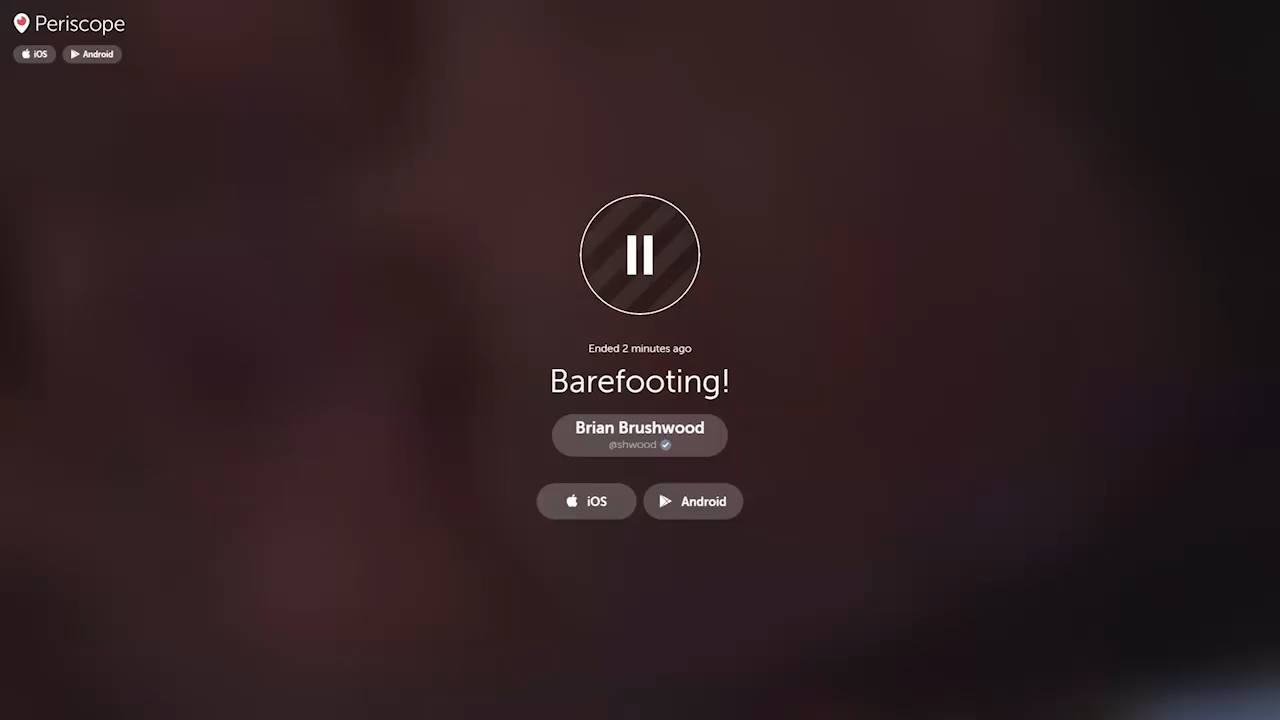 Periscope
iOS
Android
Ended 2 minutes ago
Barefooting!
Brian Brushwood
@shwood
iOS
Android